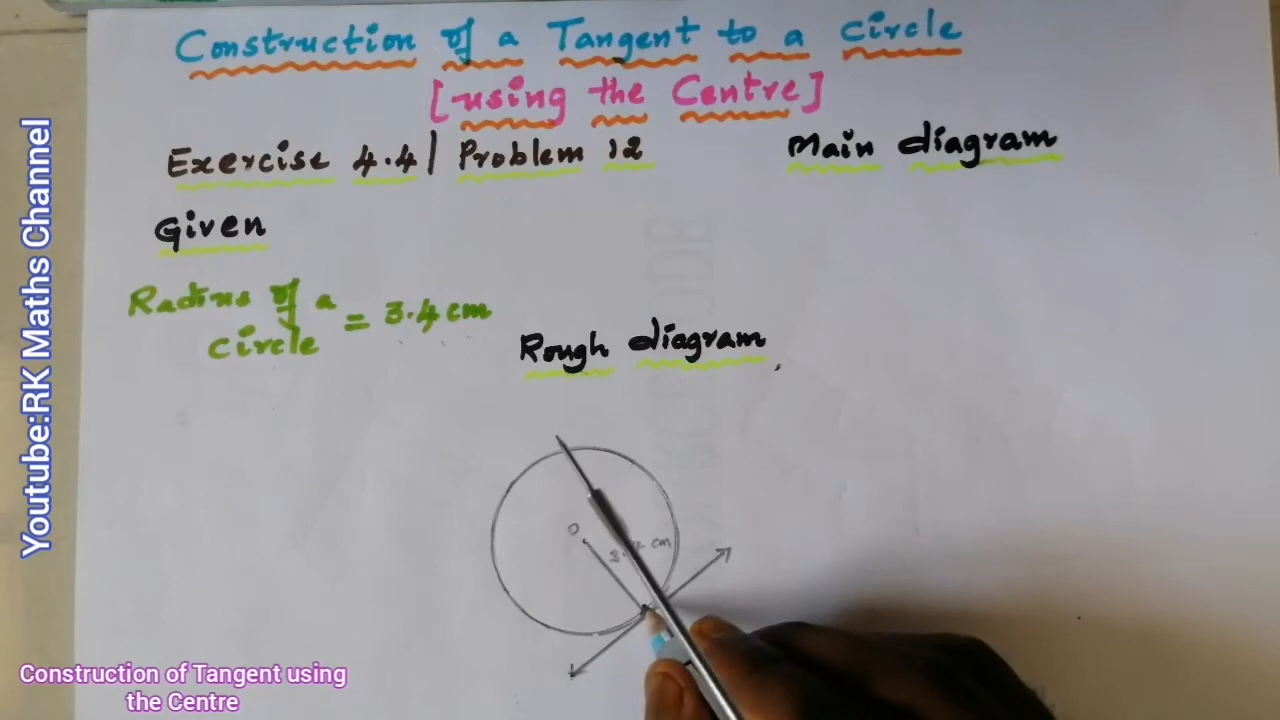 Construction of a Tangent to a circle
[using the Centre]
Exercise 4.4| Problem 12
Main diagram
Given
Radius of a
circle = 3.4 cm
Rough diagram
O
cm
Youtube:RK Maths Channel
Construction of Tangent using
the Centre